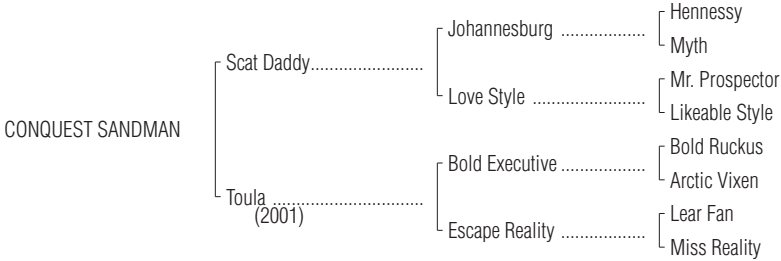 Hennessy
Johannesburg ......................
Myth
Scat Daddy.......................
Mr. Prospector
Love Style ......................
Likeable Style
CONQUEST SANDMAN
Bold Ruckus
Bold Executive .................
Arctic Vixen
Toula ..............................
(2001)
Lear Fan
Escape Reality .................
Miss Reality